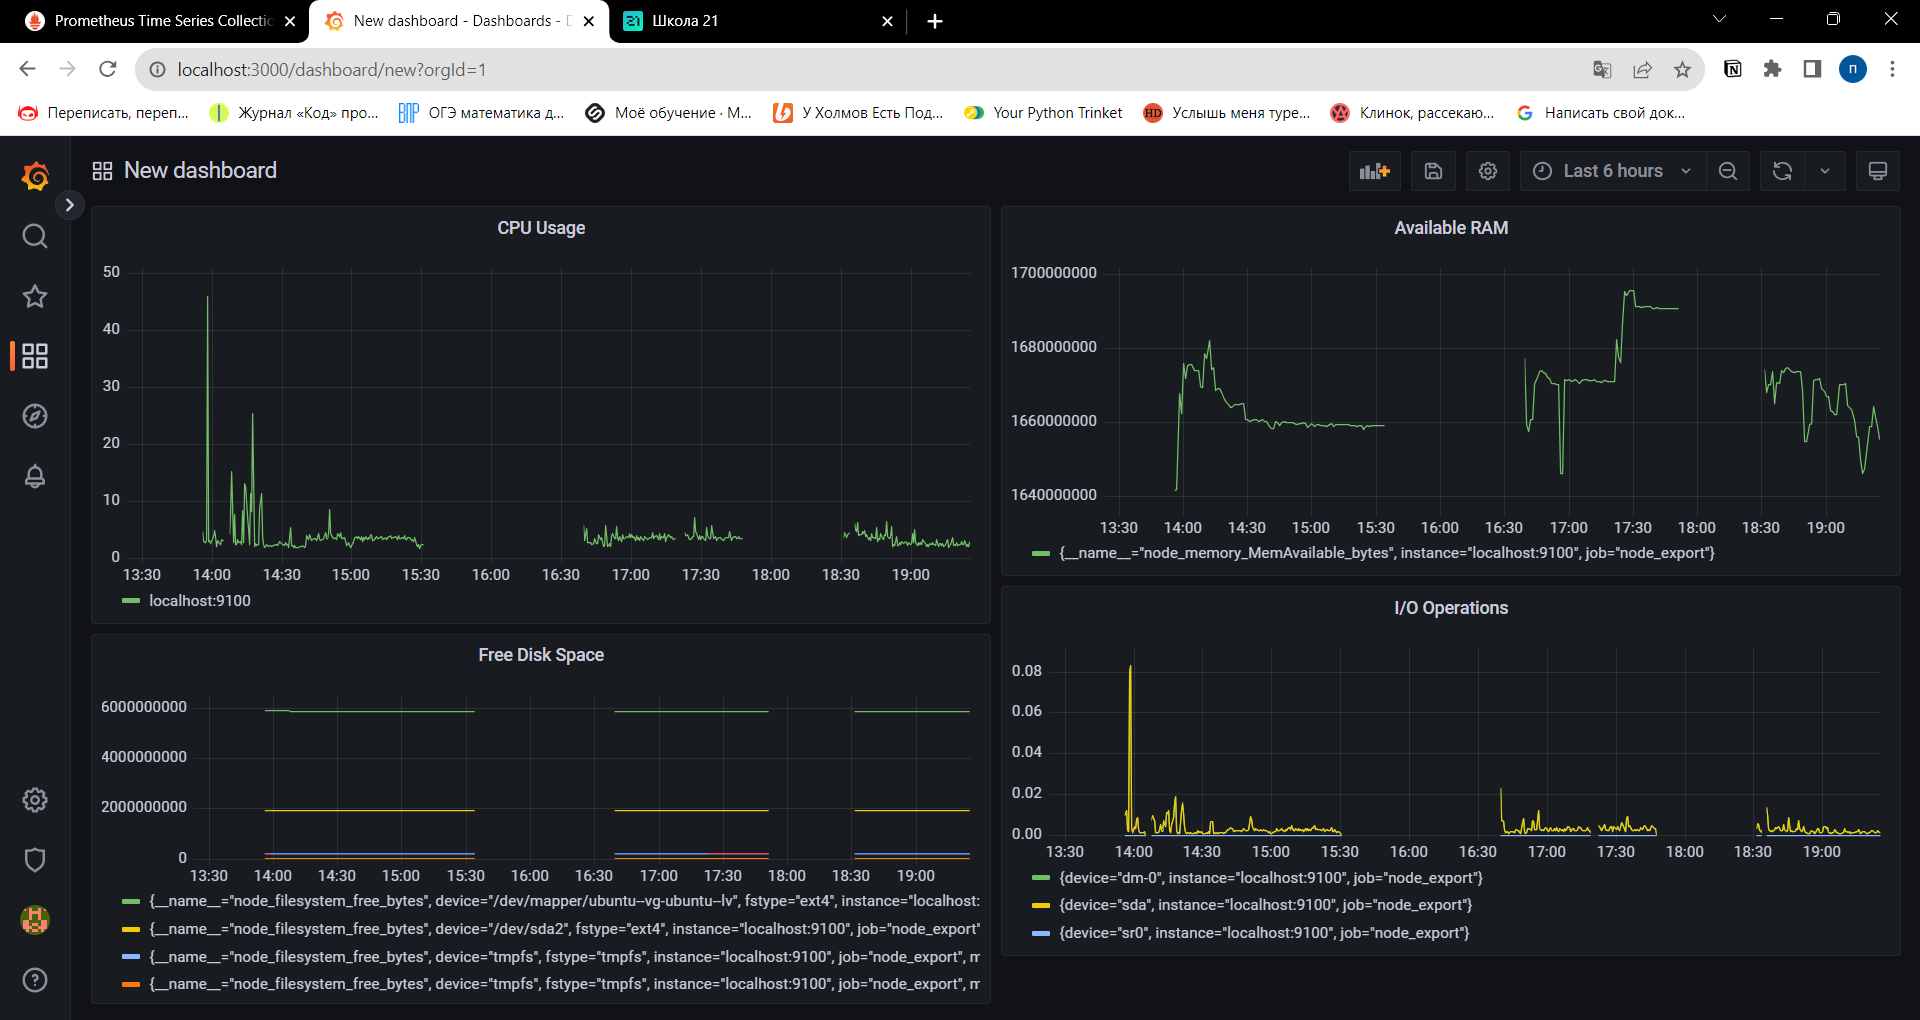 Prometheus Time Series Collectio
New dashboard - Dashboards - D
21 Школа 21
localhost:3000/dashboard/new?orgId=1
п
Переписать, переп...
Журнал «Код» про...
ОГЭ математика д...
Моё обучение · М...
У Холмов Есть Под...
Your Python Trinket
HD Услышь меня туре...
Клинок, рассекаю...
Написать свой док...
New dashboard
Last 6 hours
CPU Usage
50
40
30
20
10
0
13:30 14:00 14:30 15:00 15:30 16:00 16:30 17:00 17:30 18:00 18:30 19:00
localhost:9100
Available RAM
1700000000
1680000000
1660000000
1640000000
13:30 14:00 14:30 15:00 15:30 16:00 16:30 17:00 17:30 18:00 18:30 19:00
{__name__="node_memory_MemAvailable_bytes", instance="localhost:9100", job="node_export"}
Free Disk Space
6000000000
4000000000
2000000000
0
13:30 14:00 14:30 15:00 15:30 16:00 16:30 17:00 17:30 18:00 18:30 19:00
{__name__="node_filesystem_free_bytes", device="/dev/mapper/ubuntu--vg-ubuntu--lv", fstype="ext4", instance="localhost:
{__name__="node_filesystem_free_bytes", device="/dev/sda2", fstype="ext4", instance="localhost:9100", job="node_export"
{__name__="node_filesystem_free_bytes", device="tmpfs", fstype="tmpfs", instance="localhost:9100", job="node_export", m
{__name__="node_filesystem_free_bytes", device="tmpfs", fstype="tmpfs", instance="localhost:9100", job="node_export", m
I/O Operations
0.08
0.06
0.04
0.02
0.00
13:30 14:00 14:30 15:00 15:30 16:00 16:30 17:00 17:30 18:00 18:30 19:00
{device="dm-0", instance="localhost:9100", job="node_export"}
{device="sda", instance="localhost:9100", job="node_export"}
{device="sr0", instance="localhost:9100", job="node_export"}